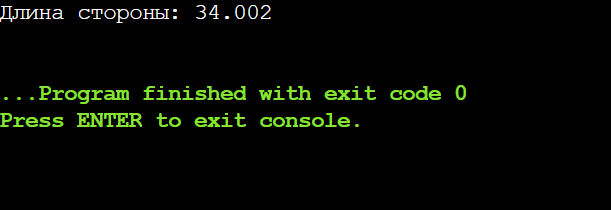 Длина стороны: 34.002
...Program finished with exit code 0
Press ENTER to exit console.